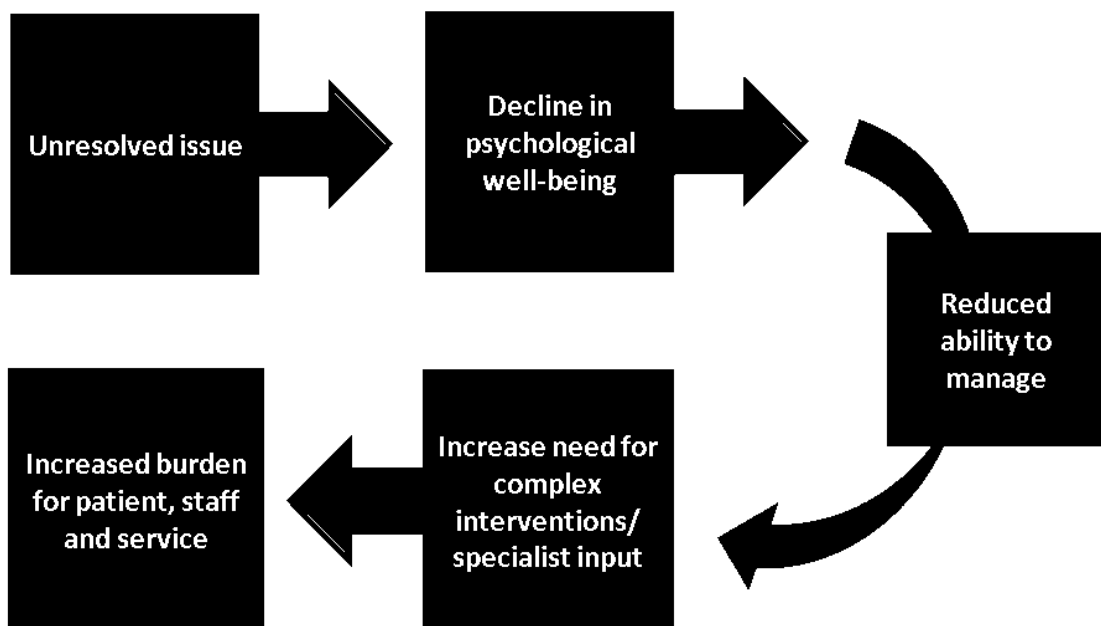 Unresolved issue
Decline in
psychological
well-being
Reduced
ability to
manage
Increase need for
complex
interventions/
specialist input
Increased burden
for patient, staff
and service